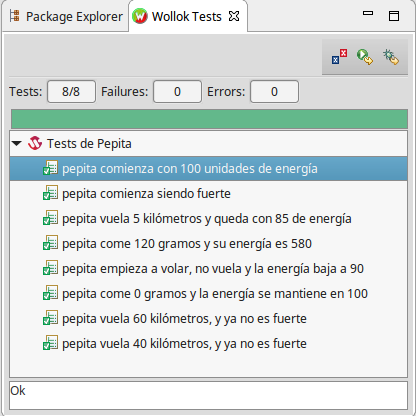 Package Explorer
Wollok Tests
Tests: 8/8 Failures: 0 Errors: 0
Tests de Pepita
pepita comienza con 100 unidades de energía
pepita comienza siendo fuerte
pepita vuela 5 kilómetros y queda con 85 de energía
pepita come 120 gramos y su energía es 580
pepita empieza a volar, no vuela y la energía baja a 90
pepita come 0 gramos y la energía se mantiene en 100
pepita vuela 60 kilómetros, y ya no es fuerte
pepita vuela 40 kilómetros, y ya no es fuerte
Ok